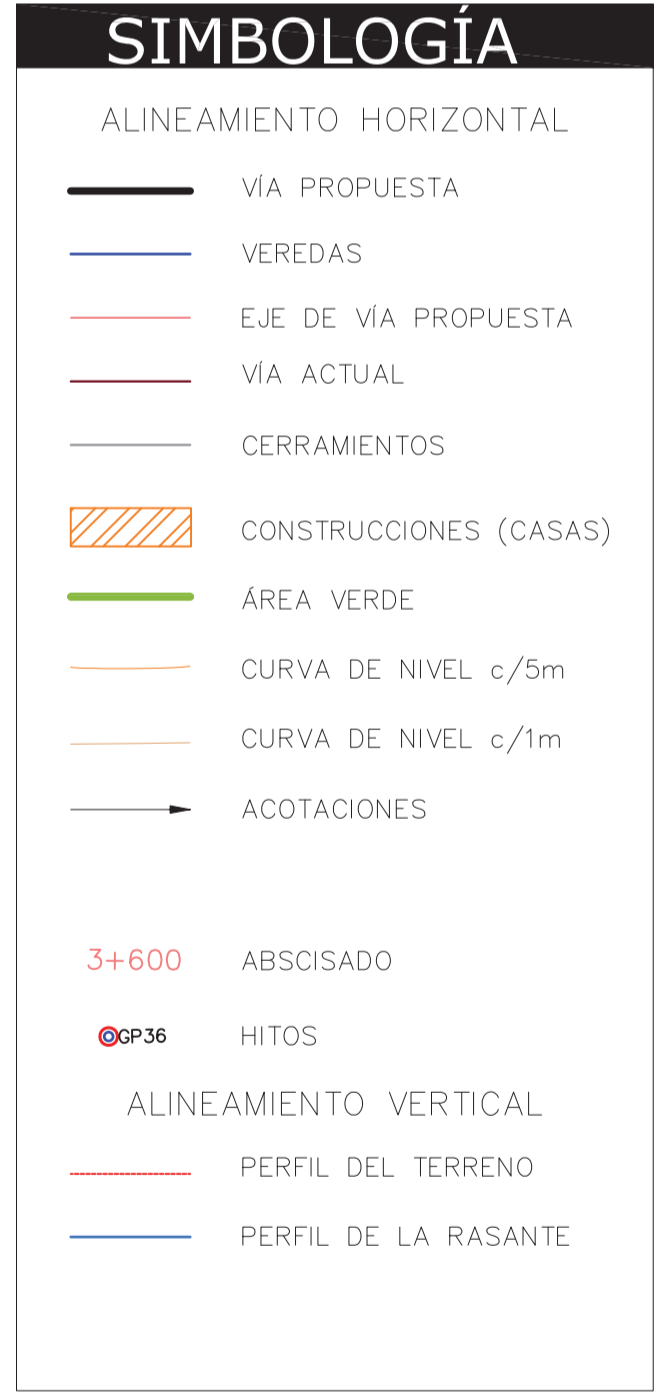 SIMBOLOGÍA
ALINEAMIENTO HORIZONTAL
VÍA PROPUESTA
VEREDAS
EJE DE VÍA PROPUESTA
VÍA ACTUAL
CERRAMIENTOS
CONSTRUCCIONES (CASAS)
ÁREA VERDE
CURVA DE NIVEL c/5m
CURVA DE NIVEL c/1m
ACOTACIONES
3+600 ABSCISADO
GP36 HITOS
ALINEAMIENTO VERTICAL
PERFIL DEL TERRENO
PERFIL DE LA RASANTE